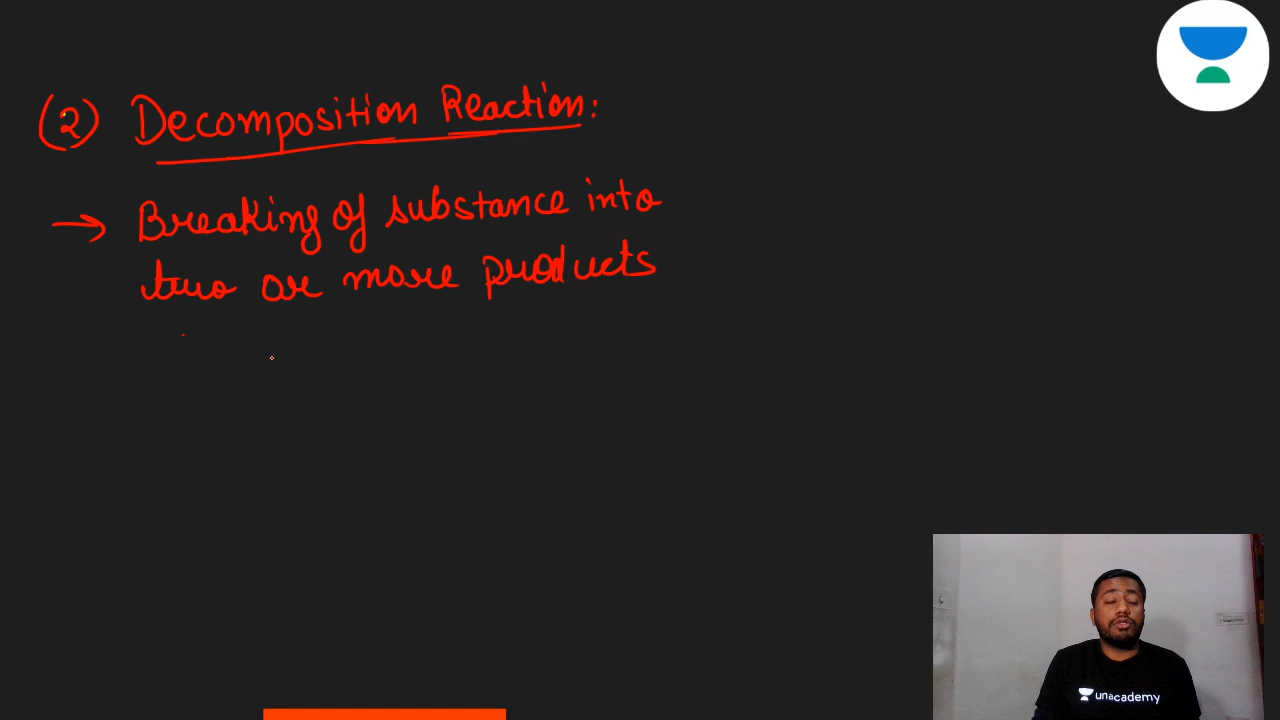 (2) Decomposition Reaction:
→ Breaking of substance into
two or more products
unacademy